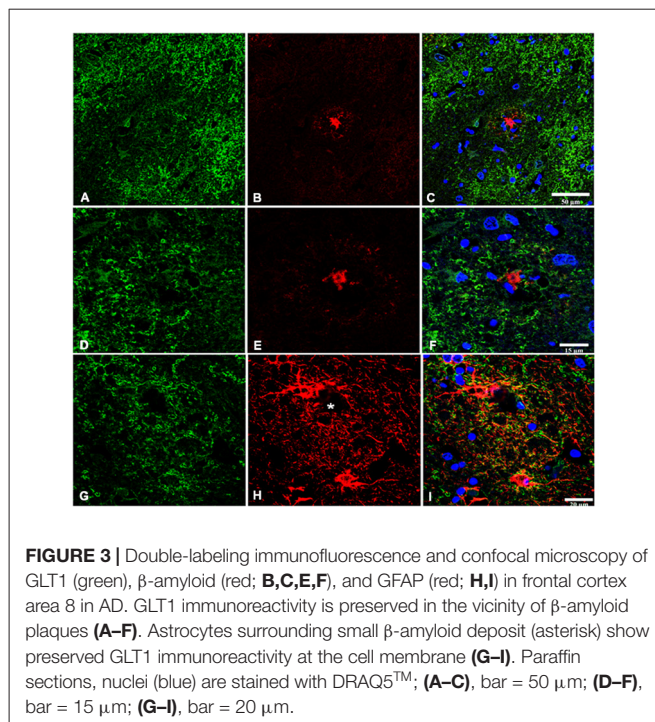 A
B
C
50 µm
D
E
F
15 µm
*
G
H
I
20 µm
FIGURE 3 | Double-labeling immunofluorescence and confocal microscopy of
GLT1 (green), β-amyloid (red; B,C,E,F), and GFAP (red; H,I) in frontal cortex
area 8 in AD. GLT1 immunoreactivity is preserved in the vicinity of β-amyloid
plaques (A–F). Astrocytes surrounding small β-amyloid deposit (asterisk) show
preserved GLT1 immunoreactivity at the cell membrane (G–I). Paraffin
sections, nuclei (blue) are stained with DRAQ5™; (A–C), bar = 50 µm; (D–F),
bar = 15 µm; (G–I), bar = 20 µm.